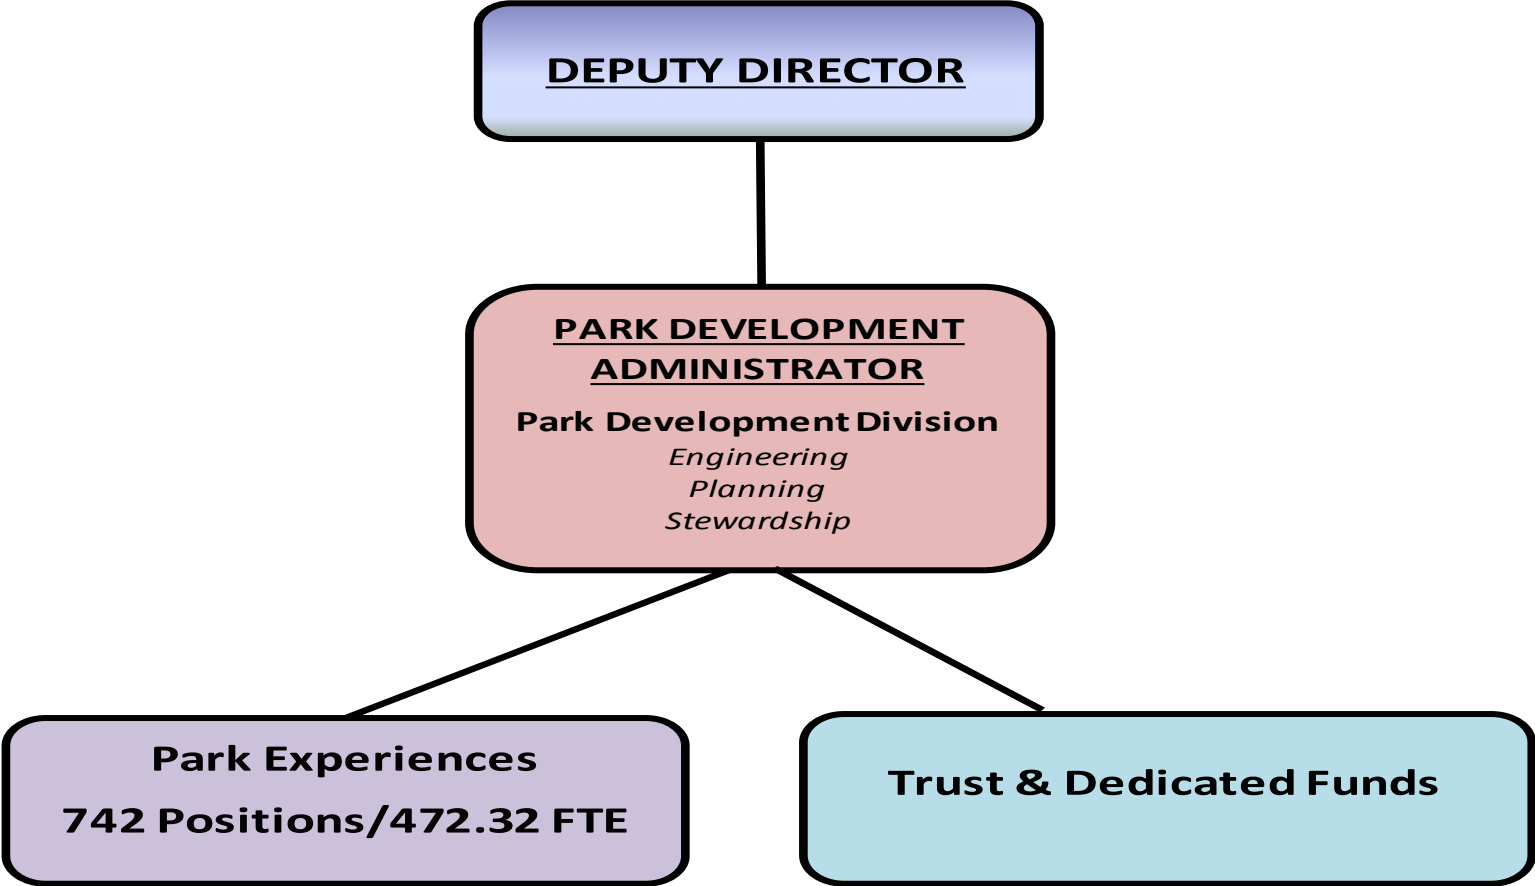 DEPUTY DIRECTOR
PARK DEVELOPMENT
ADMINISTRATOR
Park Development Division
Engineering
Planning
Stewardship
Park Experiences
742 Positions/472.32 FTE
Trust & Dedicated Funds